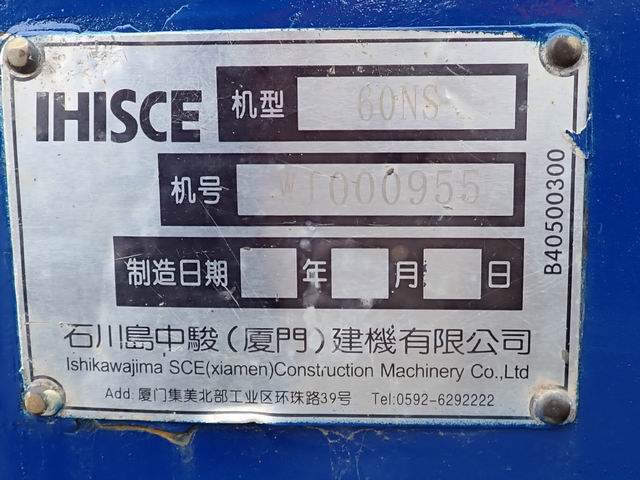 IHISCE 机型 60NS
机号 WJ000955
制造日期 年 月 日
B40500300
石川島中駿(厦門)建機有限公司
Ishikawajima SCE(xiamen)Construction Machinery Co.,Ltd
Add:厦门集美北部工业区环珠路39号 Tel:0592-6292222